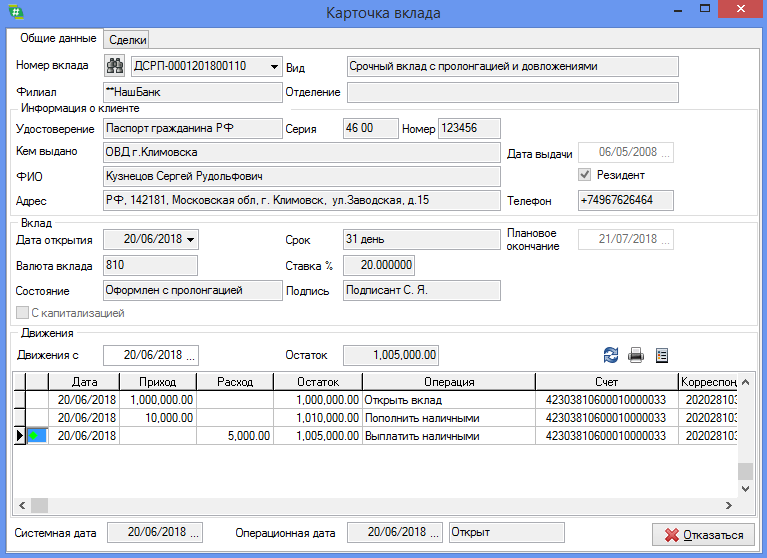 Карточка вклада
Общие данные Сделки
Номер вклада ДСРП-0001201800110 Вид Срочный вклад с пролонгацией и довложениями
Филиал **НашБанк Отделение
Информация о клиенте
Удостоверение Паспорт гражданина РФ Серия 46 00 Номер 123456
Кем выдано ОВД г.Климовска Дата выдачи 06/05/2008 ...
ФИО Кузнецов Сергей Рудольфович Резидент
Адрес РФ, 142181, Московская обл, г. Климовск, ул.Заводская, д.15 Телефон +74967626464
Вклад
Дата открытия 20/06/2018 Срок 31 день Плановое окончание 21/07/2018 ...
Валюта вклада 810 Ставка % 20.000000
Состояние Оформлен с пролонгацией Подпись Подписант С. Я.
С капитализацией
Движения
Движения с 20/06/2018 ... Остаток 1,005,000.00
Дата Приход Расход Остаток Операция Счет Корреспонд
20/06/2018 1,000,000.00 1,000,000.00 Открыть вклад 42303810600010000033 202028103
20/06/2018 10,000.00 1,010,000.00 Пополнить наличными 42303810600010000033 202028103
20/06/2018 5,000.00 1,005,000.00 Выплатить наличными 42303810600010000033 202028103
Системная дата 20/06/2018 ... Операционная дата 20/06/2018 ... Открыт Отказаться